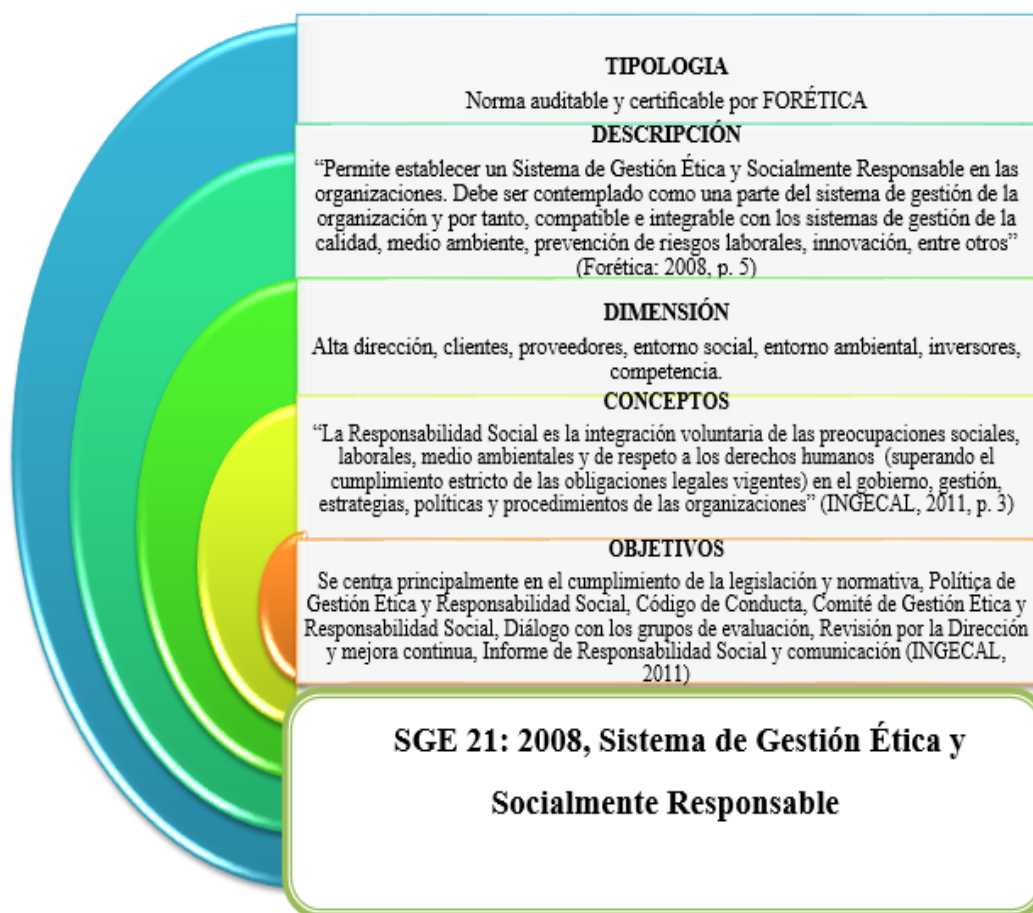 TIPOLOGIA
Norma auditable y certificable por FORÉTICA
DESCRIPCIÓN
“Permite establecer un Sistema de Gestión Ética y Socialmente Responsable en las
organizaciones. Debe ser contemplado como una parte del sistema de gestión de la
organización y por tanto, compatible e integrable con los sistemas de gestión de la
calidad, medio ambiente, prevención de riesgos laborales, innovación, entre otros”
(Forética: 2008, p. 5)
DIMENSIÓN
Alta dirección, clientes, proveedores, entorno social, entorno ambiental, inversores,
competencia.
CONCEPTOS
“La Responsabilidad Social es la integración voluntaria de las preocupaciones sociales,
laborales, medio ambientales y de respeto a los derechos humanos (superando el
cumplimiento estricto de las obligaciones legales vigentes) en el gobierno, gestión,
estrategias, políticas y procedimientos de las organizaciones” (INGECAL, 2011, p. 3)
OBJETIVOS
Se centra principalmente en el cumplimiento de la legislación y normativa, Política de
Gestión Ética y Responsabilidad Social, Código de Conducta, Comité de Gestión Ética y
Responsabilidad Social, Diálogo con los grupos de evaluación, Revisión por la Dirección
y mejora continua, Informe de Responsabilidad Social y comunicación (INGECAL,
2011)
SGE 21: 2008, Sistema de Gestión Ética y
Socialmente Responsable